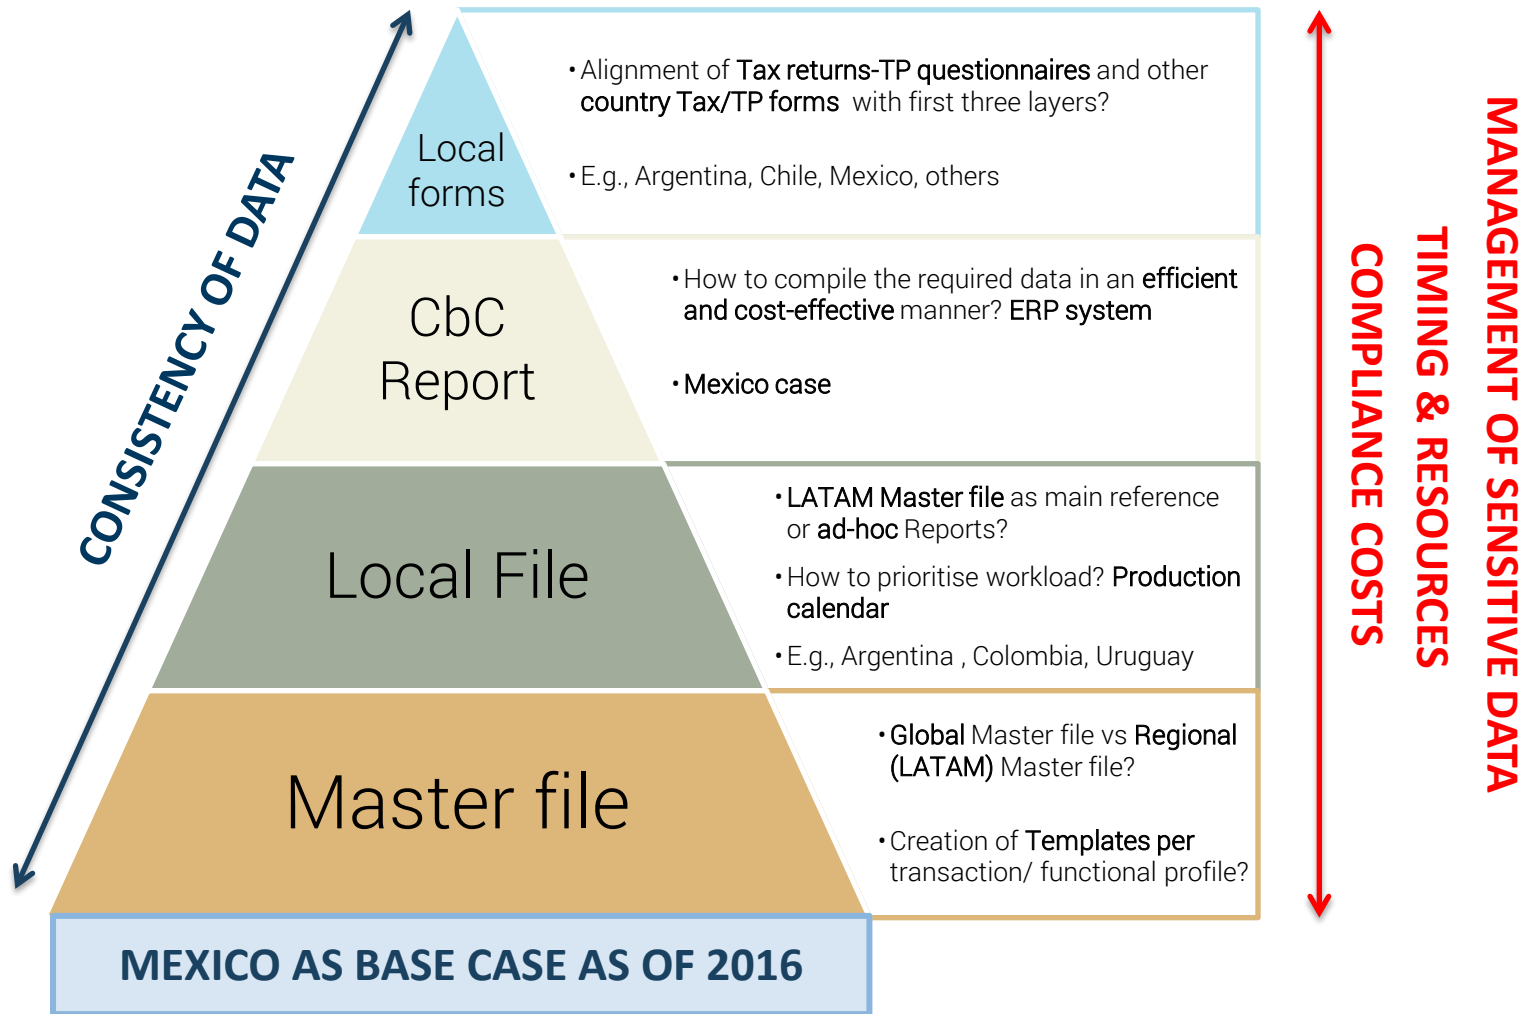 Local
forms
• Alignment of Tax returns-TP questionnaires and other
country Tax/TP forms with first three layers?
• E.g., Argentina, Chile, Mexico, others
CbC
Report
• How to compile the required data in an efficient
and cost-effective manner? ERP system
• Mexico case
Local File
• LATAM Master file as main reference
or ad-hoc Reports?
• How to prioritise workload? Production
calendar
• E.g., Argentina , Colombia, Uruguay
Master file
• Global Master file vs Regional
(LATAM) Master file?
• Creation of Templates per
transaction/ functional profile?
MEXICO AS BASE CASE AS OF 2016
CONSISTENCY OF DATA
MANAGEMENT OF SENSITIVE DATA
TIMING & RESOURCES
COMPLIANCE COSTS